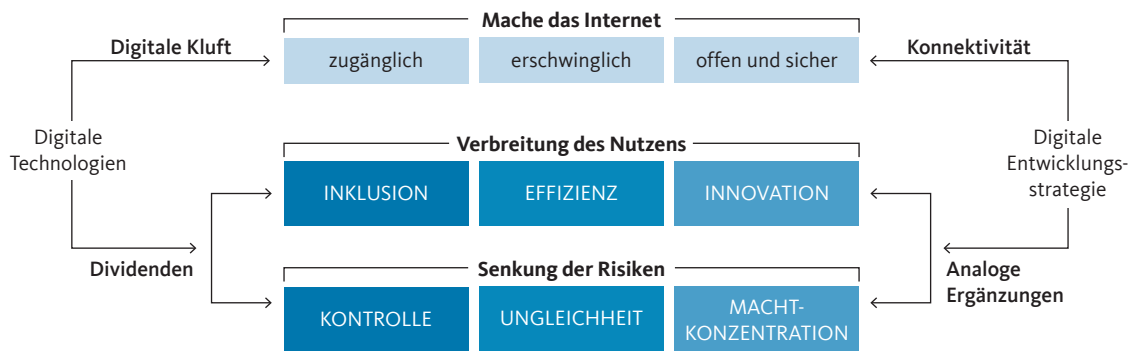 Mache das Internet
Digitale Kluft
zugänglich
erschwinglich
offen und sicher
Konnektivität
Digitale
Technologien
Verbreitung des Nutzens
INKLUSION
EFFIZIENZ
INNOVATION
Digitale
Entwicklungs-
strategie
Dividenden
Senkung der Risiken
KONTROLLE
UNGLEICHHEIT
MACHT-
KONZENTRATION
Analoge
Ergänzungen